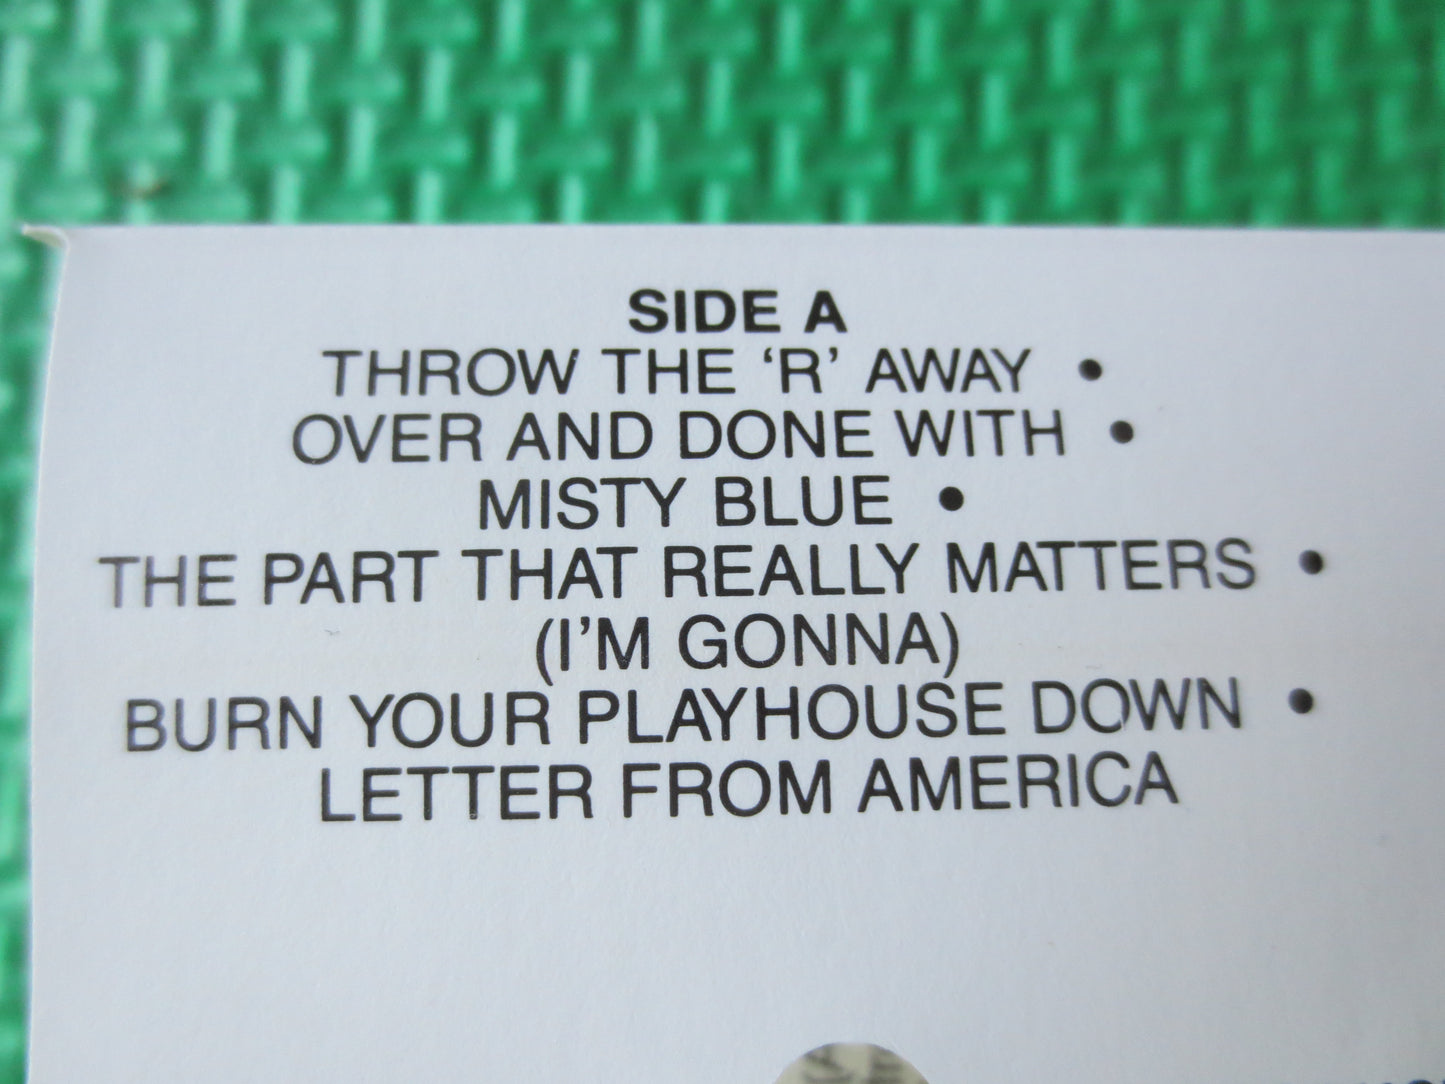 SIDE A
THROW THE ‘R’ AWAY •
OVER AND DONE WITH •
MISTY BLUE •
THE PART THAT REALLY MATTERS •
(I’M GONNA)
BURN YOUR PLAYHOUSE DOWN •
LETTER FROM AMERICA